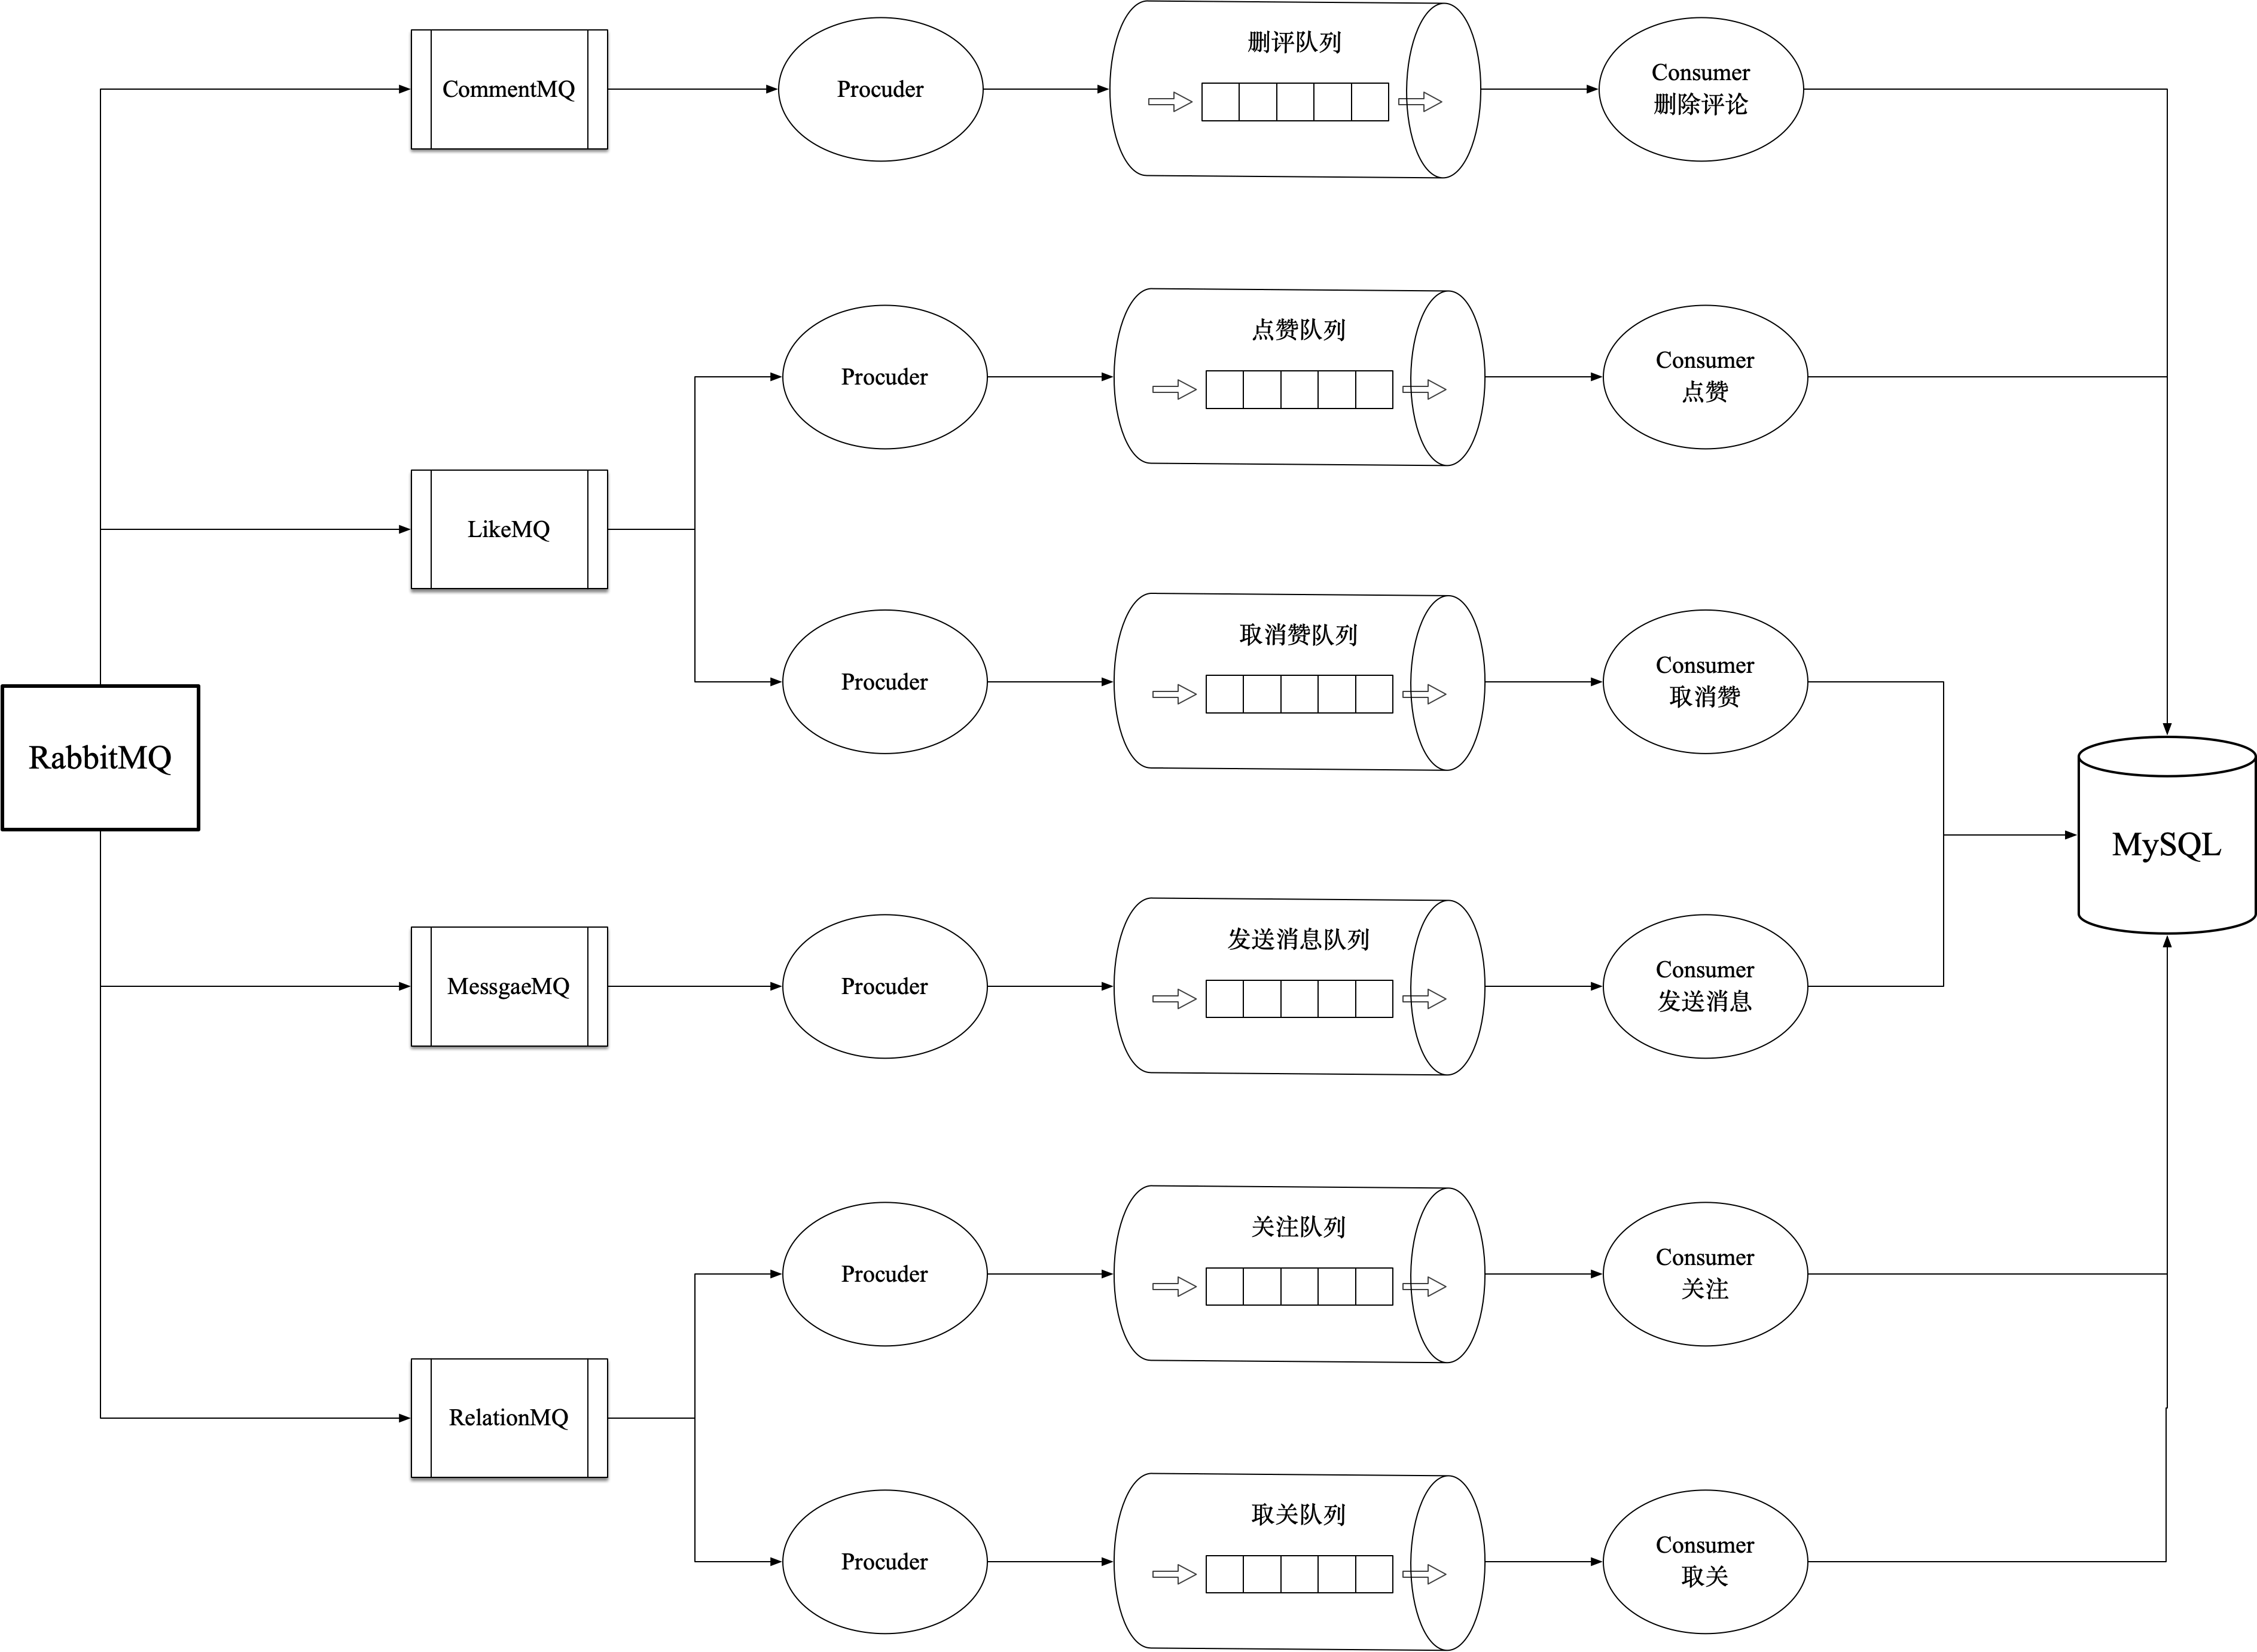 CommentMQ
Procuder
删评队列
Consumer
删除评论
Procuder
点赞队列
Consumer
点赞
LikeMQ
Procuder
取消赞队列
Consumer
取消赞
RabbitMQ
MySQL
MessgaeMQ
Procuder
发送消息队列
Consumer
发送消息
Procuder
关注队列
Consumer
关注
RelationMQ
Procuder
取关队列
Consumer
取关